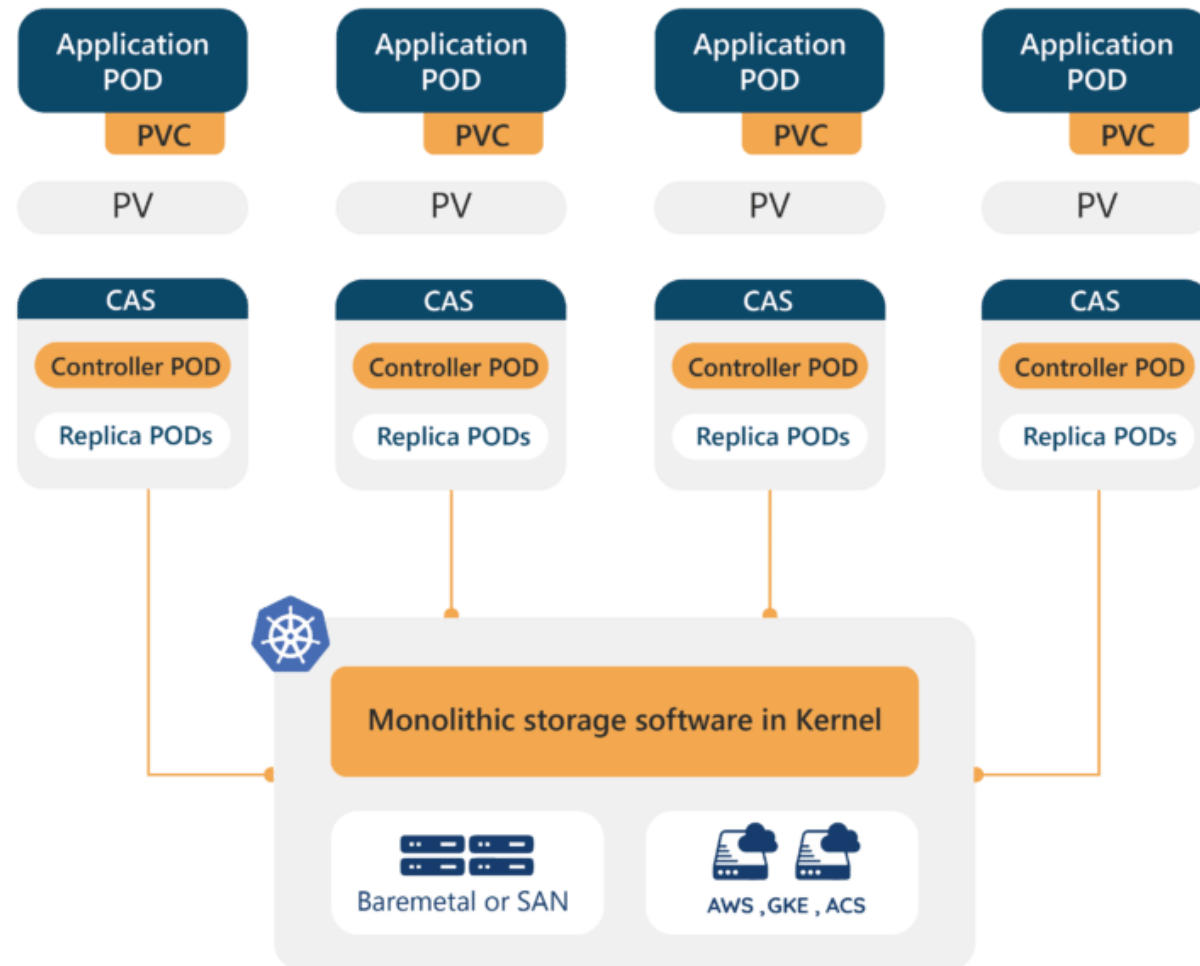 Application
POD
PVC
PV
CAS
Controller POD
Replica PODs
Application
POD
PVC
PV
CAS
Controller POD
Replica PODs
Application
POD
PVC
PV
CAS
Controller POD
Replica PODs
Application
POD
PVC
PV
CAS
Controller POD
Replica PODs
Monolithic storage software in Kernel
Baremetal or SAN
AWS ,GKE , ACS